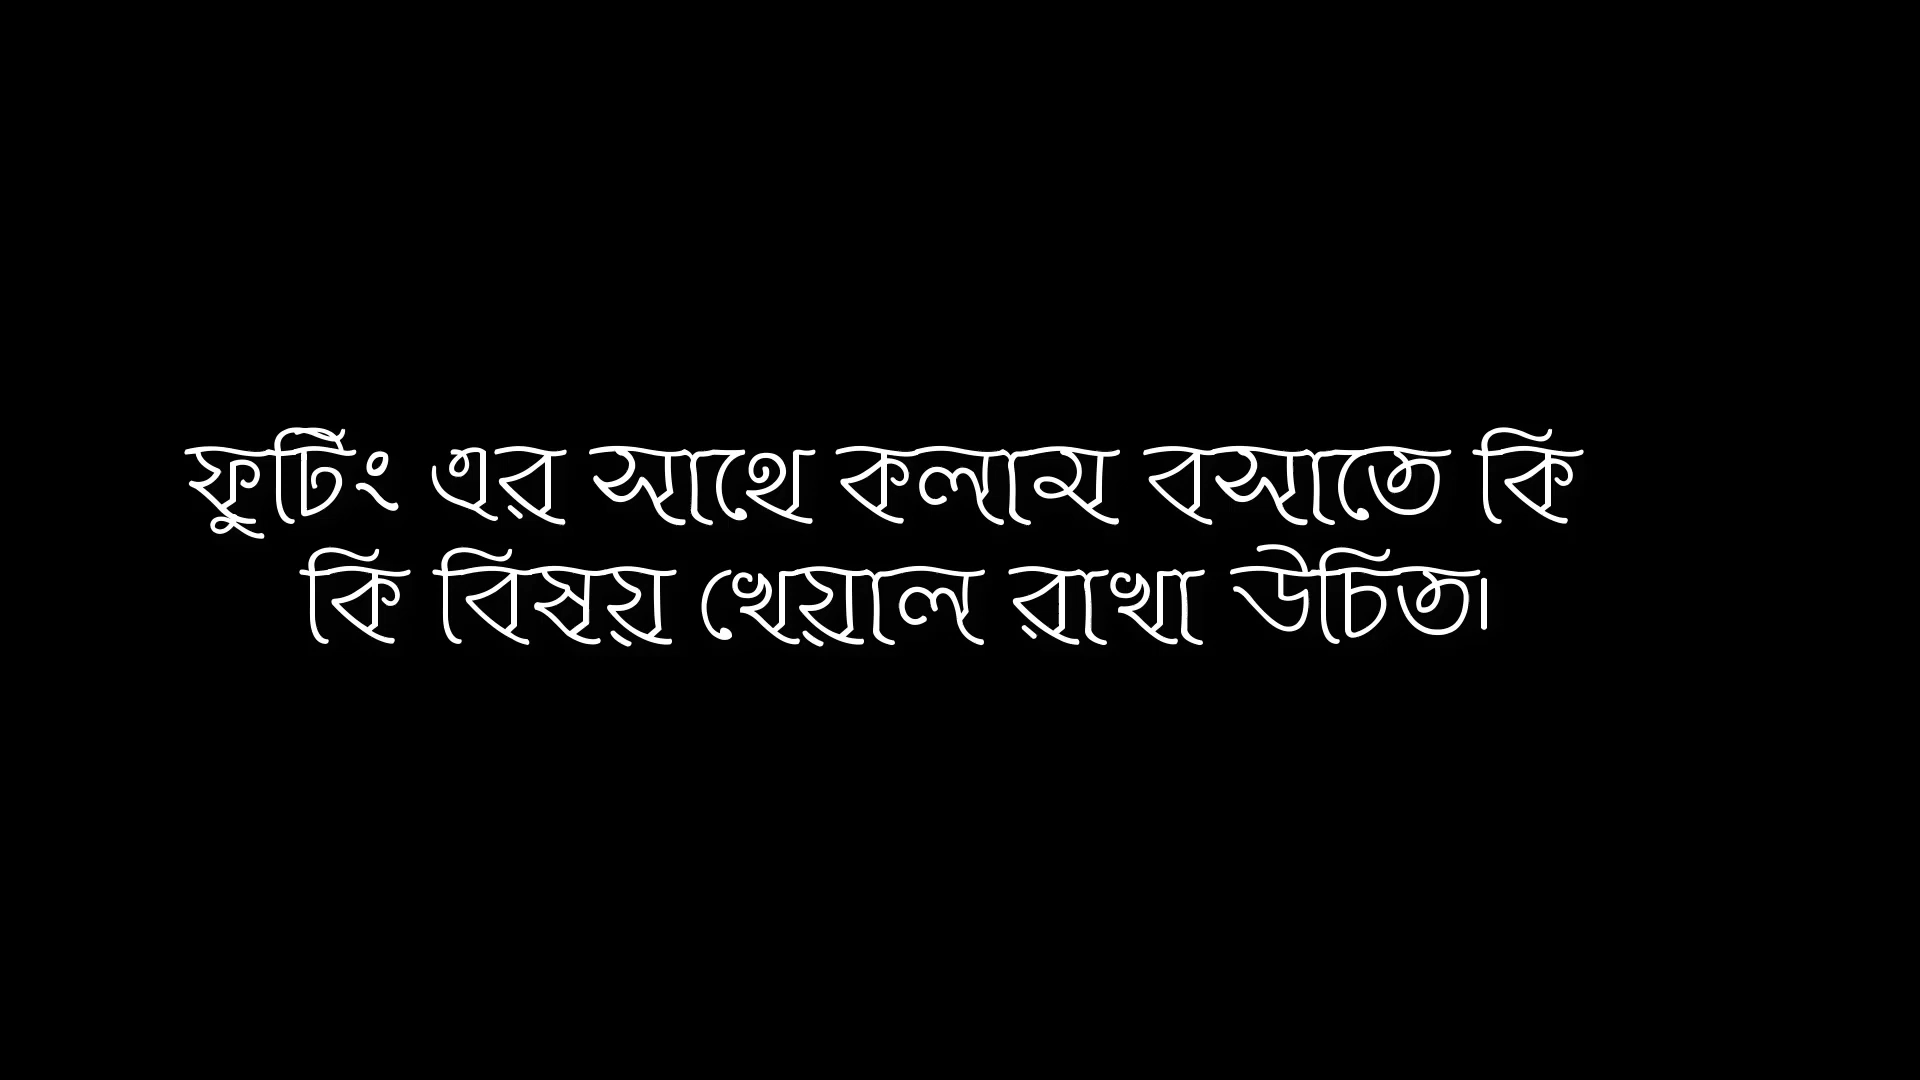 ফুটিং এর সাথে কলাম বসাতে কি
কি বিষয় খেয়াল রাখা উচিত।